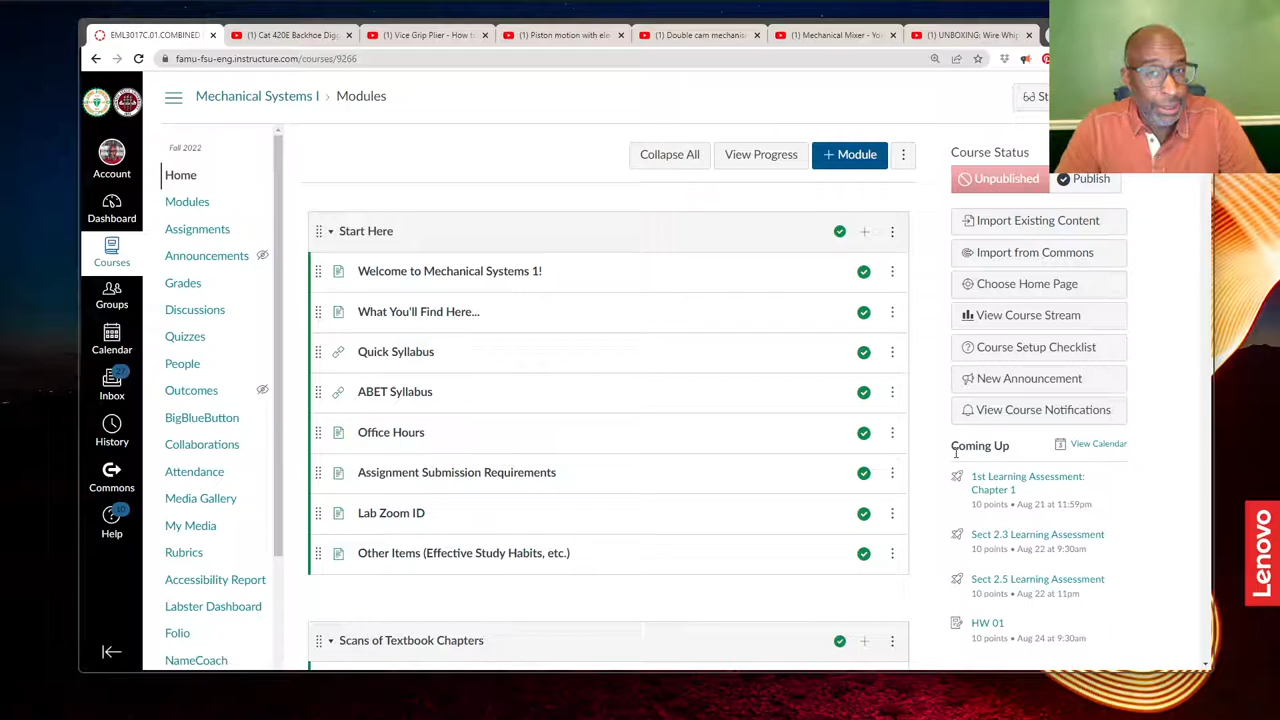 EML3017C.01.COMBINED
(1) Cat 420E Backhoe Digg
(1) Vice Grip Plier - How to
(1) Piston motion with ele
(1) Double cam mechanism
(1) Mechanical Mixer - You
(1) UNBOXING: Wire Whip
famu-fsu-eng.instructure.com/courses/9266
Mechanical Systems I › Modules
Account
Dashboard
Courses
Groups
Calendar
27
Inbox
History
Commons
10
Help
Fall 2022
Home
Modules
Assignments
Announcements
Grades
Discussions
Quizzes
People
Outcomes
BigBlueButton
Collaborations
Attendance
Media Gallery
My Media
Rubrics
Accessibility Report
Labster Dashboard
Folio
NameCoach
Collapse All
View Progress
+ Module
Start Here
Welcome to Mechanical Systems 1!
What You'll Find Here...
Quick Syllabus
ABET Syllabus
Office Hours
Assignment Submission Requirements
Lab Zoom ID
Other Items (Effective Study Habits, etc.)
Scans of Textbook Chapters
St
Course Status
Unpublished
Publish
Import Existing Content
Import from Commons
Choose Home Page
View Course Stream
Course Setup Checklist
New Announcement
View Course Notifications
Coming Up
View Calendar
1st Learning Assessment:
Chapter 1
10 points • Aug 21 at 11:59pm
Sect 2.3 Learning Assessment
10 points • Aug 22 at 9:30am
Sect 2.5 Learning Assessment
10 points • Aug 22 at 11pm
HW 01
10 points • Aug 24 at 9:30am
Lenovo